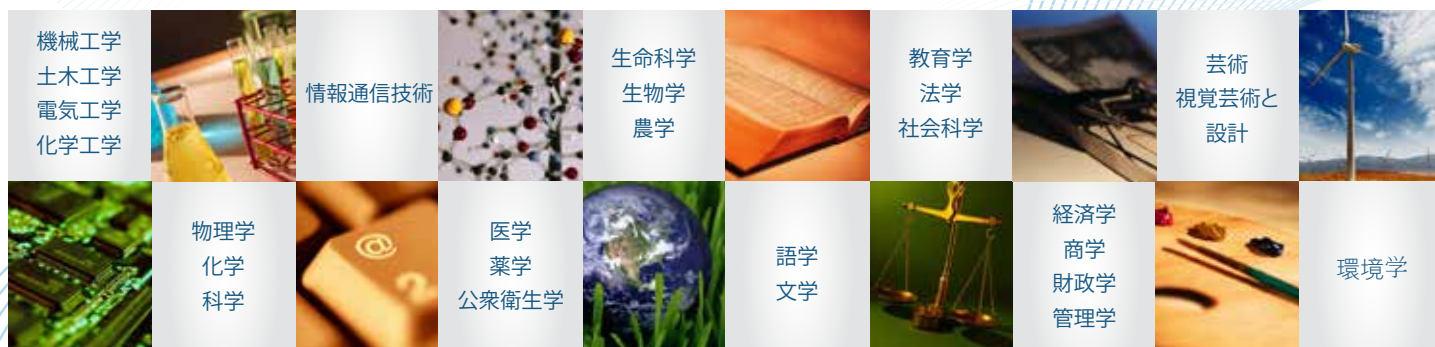 機械工学
土木工学
電気工学
化学工学
情報通信技術
生命科学
生物学
農学
教育学
法学
社会科学
芸術
視覚芸術と
設計
物理学
化学
科学
@
2
医学
薬学
公衆衛生学
語学
文学
経済学
商学
財政学
管理学
環境学